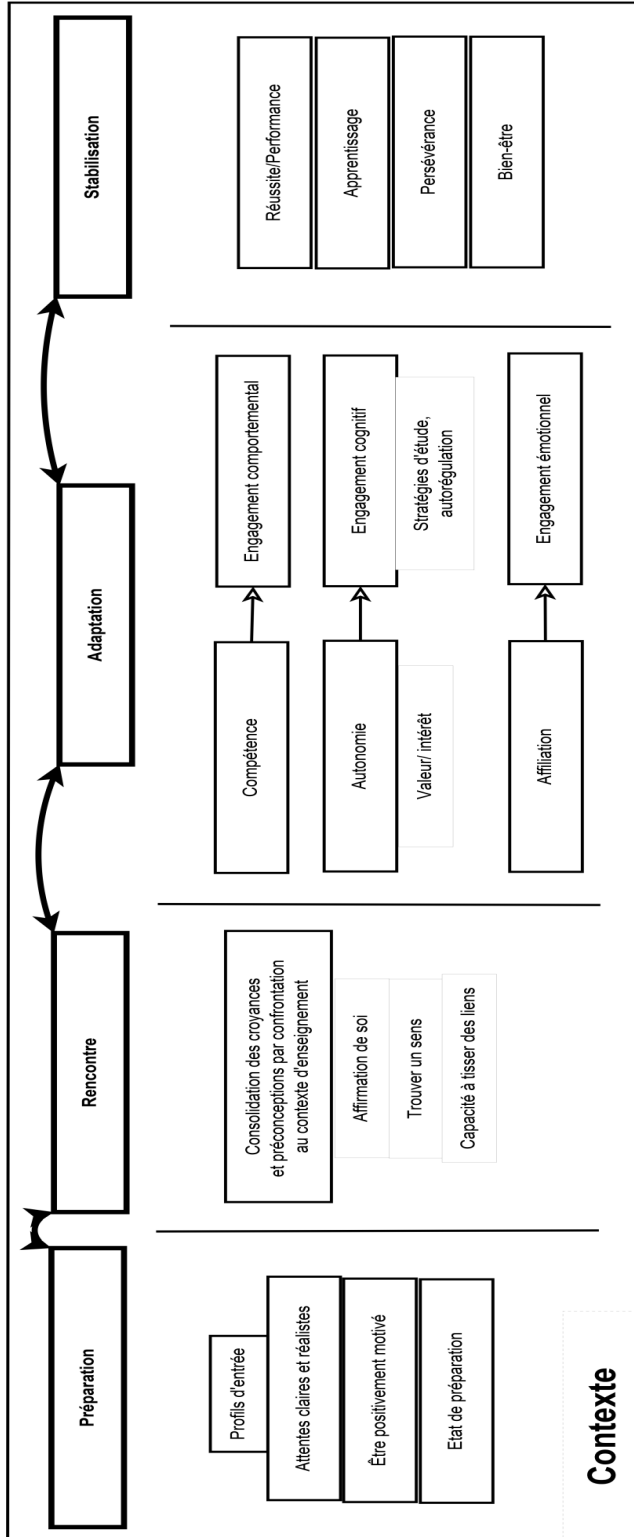 Préparation
Rencontre
Adaptation
Stabilisation
Profils d'entrée
Attentes claires et réalistes
Être positivement motivé
Etat de préparation
Consolidation des croyances
et préconceptions par confrontation
au contexte d'enseignement
Affirmation de soi
Trouver un sens
Capacité à tisser des liens
Compétence
Engagement comportemental
Autonomie
Engagement cognitif
Valeur/ intérêt
Stratégies d'étude,
autorégulation
Affiliation
Engagement émotionnel
Réussite/Performance
Apprentissage
Persévérance
Bien-être
Contexte